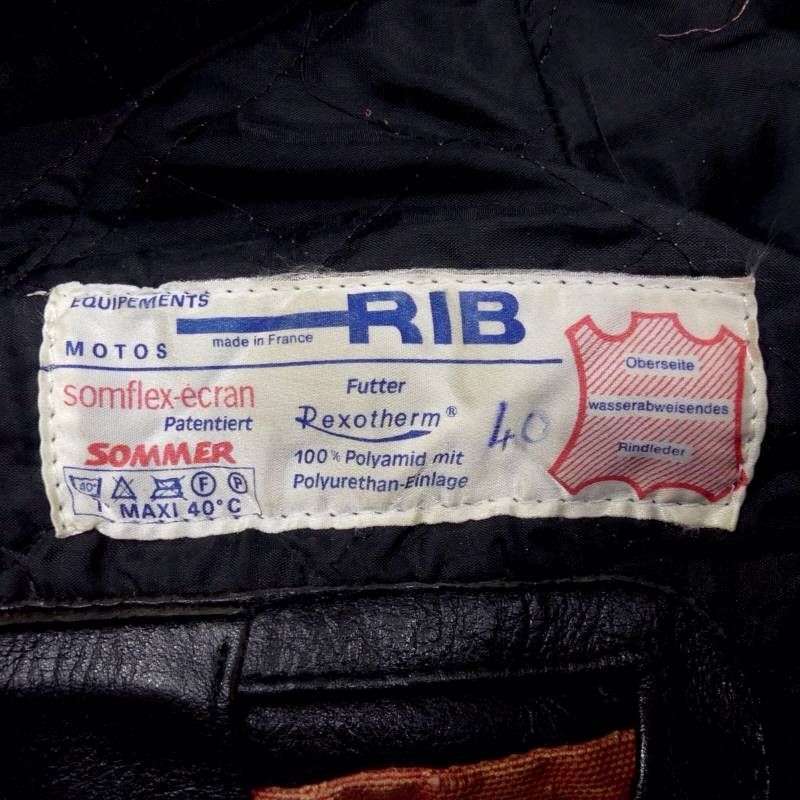 EQUIPEMENTS
MOTOS
RIB
made in France
somflex-écran
Patentiert
SOMMER
40°
F P
MAXI 40°C
Futter
Rexotherm®
100% Polyamid mit
Polyurethan-Einlage
40
Oberseite
wasserabweisendes
Rindleder